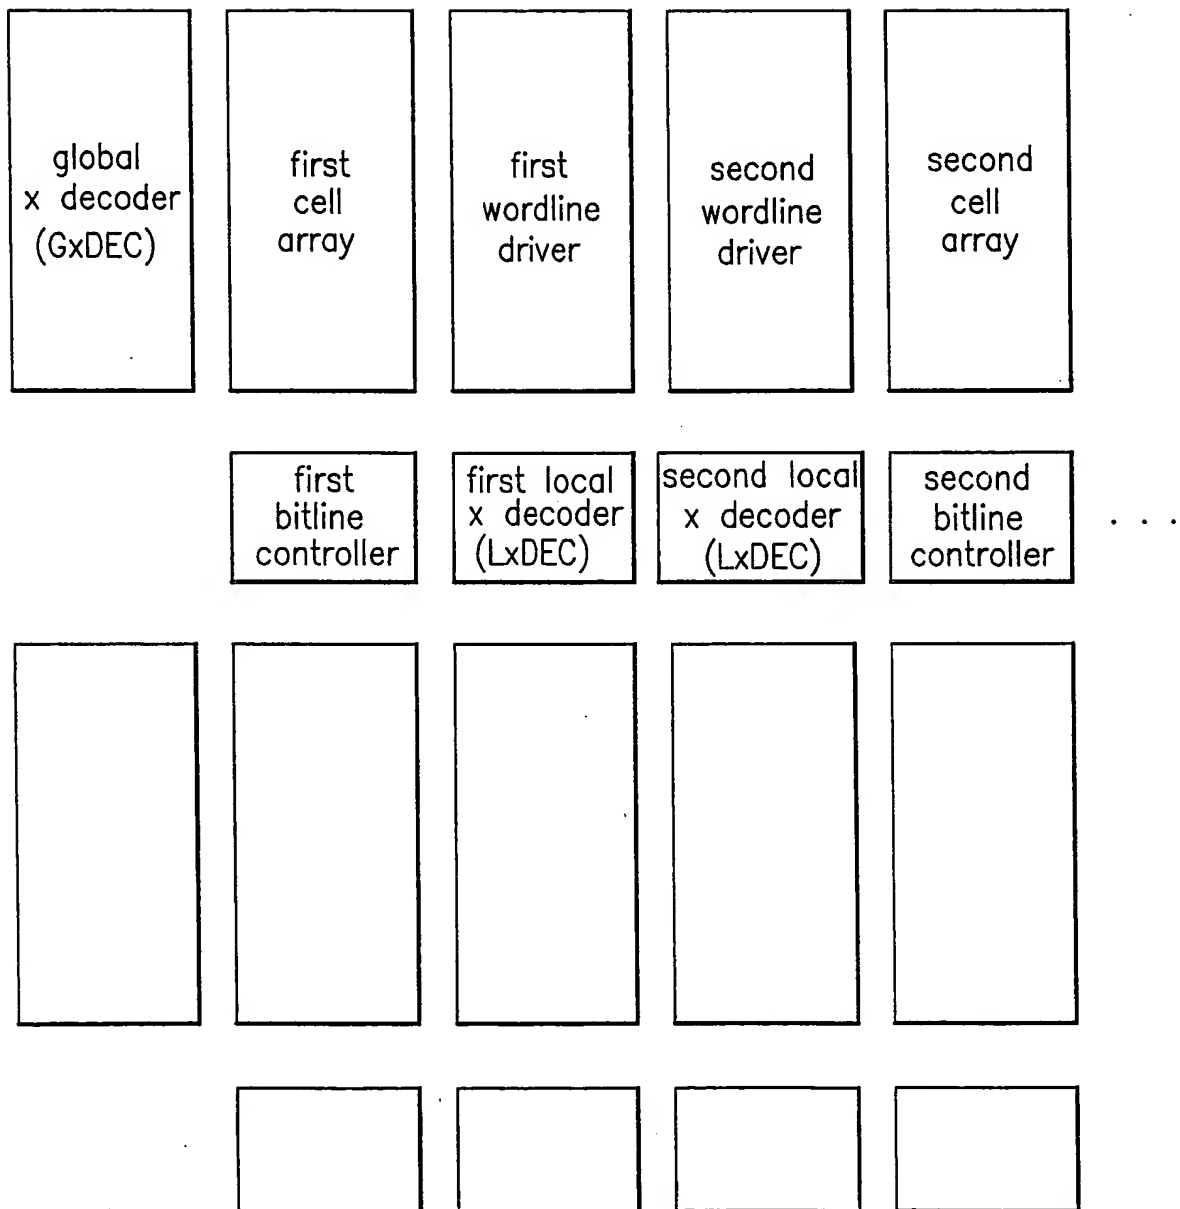 global
x decoder
(GxDEC)
first
cell
array
first
wordline
driver
second
wordline
driver
second
cell
array
first
bitline
controller
first local
x decoder
(LxDEC)
second local
x decoder
(LxDEC)
second
bitline
controller
. . .